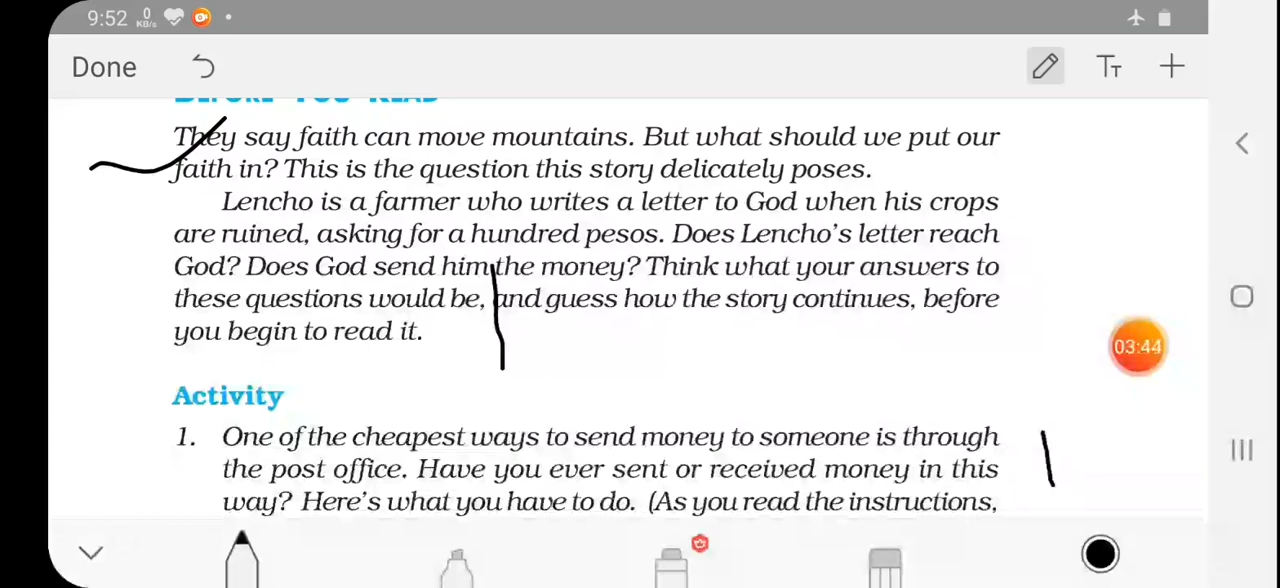 9:52 0 KB/s
Done
BEFORE YOU READ
They say faith can move mountains. But what should we put our
faith in? This is the question this story delicately poses.
Lencho is a farmer who writes a letter to God when his crops
are ruined, asking for a hundred pesos. Does Lencho's letter reach
God? Does God send him the money? Think what your answers to
these questions would be, and guess how the story continues, before
you begin to read it.
03:44
Activity
1. One of the cheapest ways to send money to someone is through
the post office. Have you ever sent or received money in this
way? Here's what you have to do. (As you read the instructions,